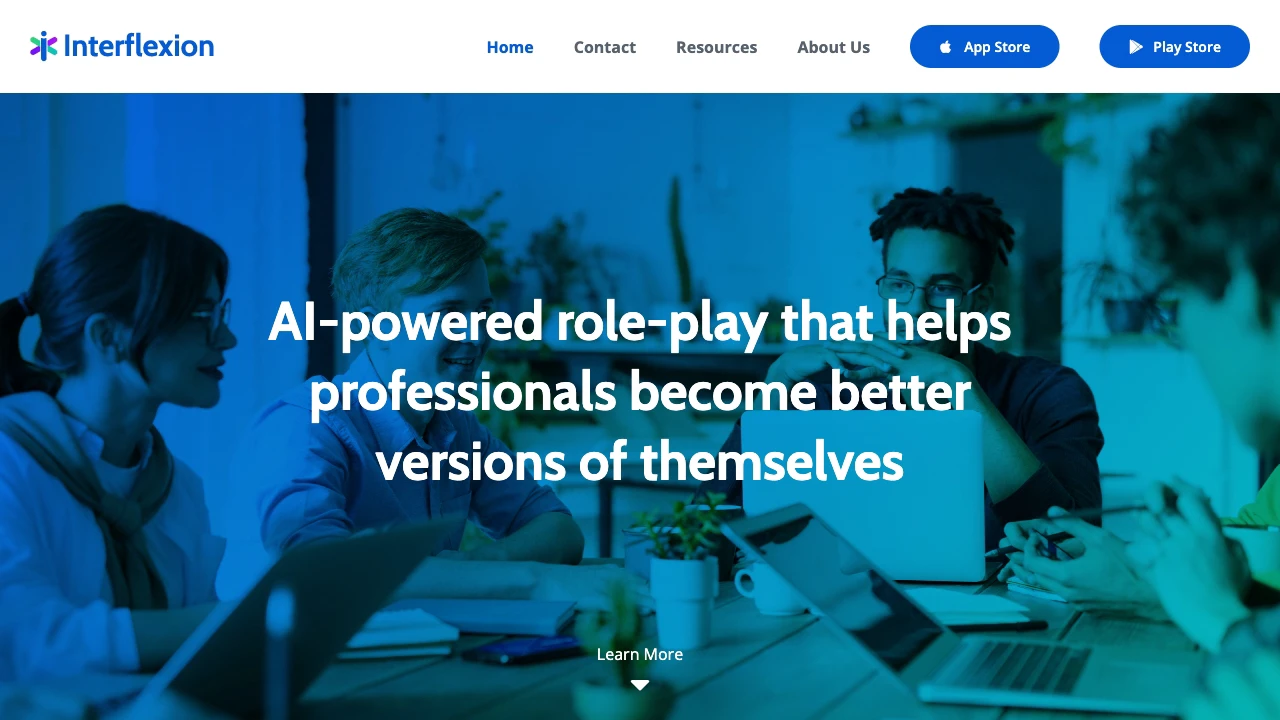 Interflexion
Home
Contact
Resources
About Us
App Store
Play Store
AI-powered role-play that helps
professionals become better
versions of themselves
Learn More